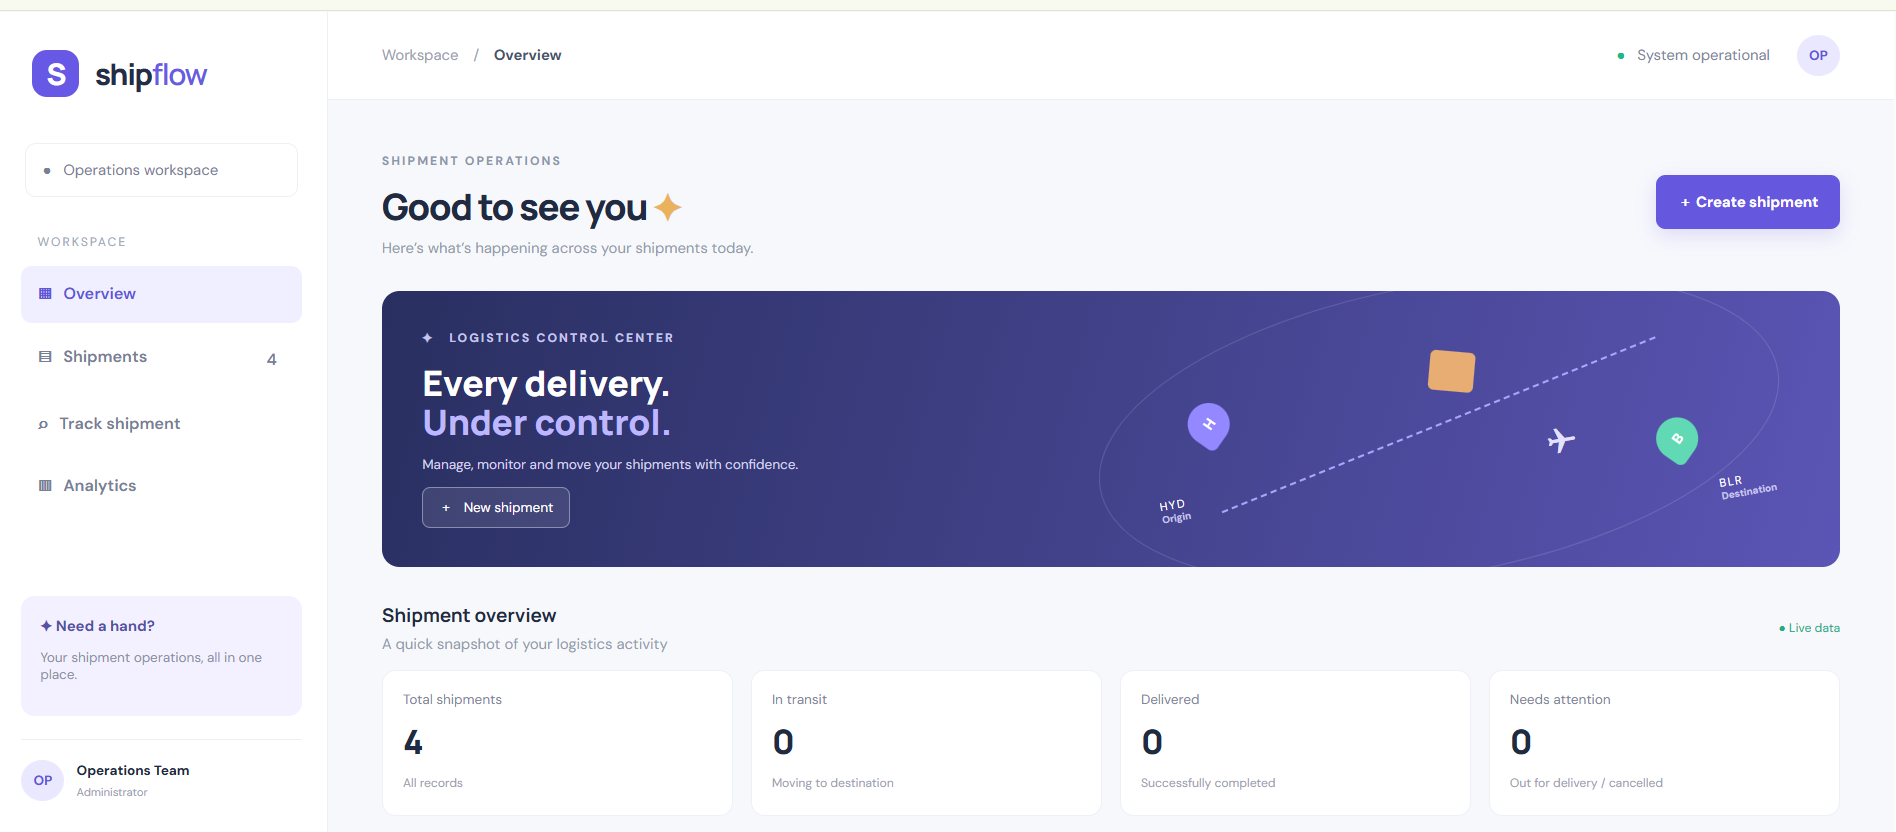 S shipflow
Operations workspace
WORKSPACE
Overview
Shipments 4
Track shipment
Analytics
✦ Need a hand?
Your shipment operations, all in one
place.
OP Operations Team
Administrator
Workspace / Overview
● System operational OP
SHIPMENT OPERATIONS
Good to see you ✦
Here’s what’s happening across your shipments today.
+ Create shipment
✦ LOGISTICS CONTROL CENTER
Every delivery.
Under control.
Manage, monitor and move your shipments with confidence.
+ New shipment
H
HYD
Origin
B
BLR
Destination
Shipment overview
A quick snapshot of your logistics activity
● Live data
Total shipments
4
All records
In transit
0
Moving to destination
Delivered
0
Successfully completed
Needs attention
0
Out for delivery / cancelled